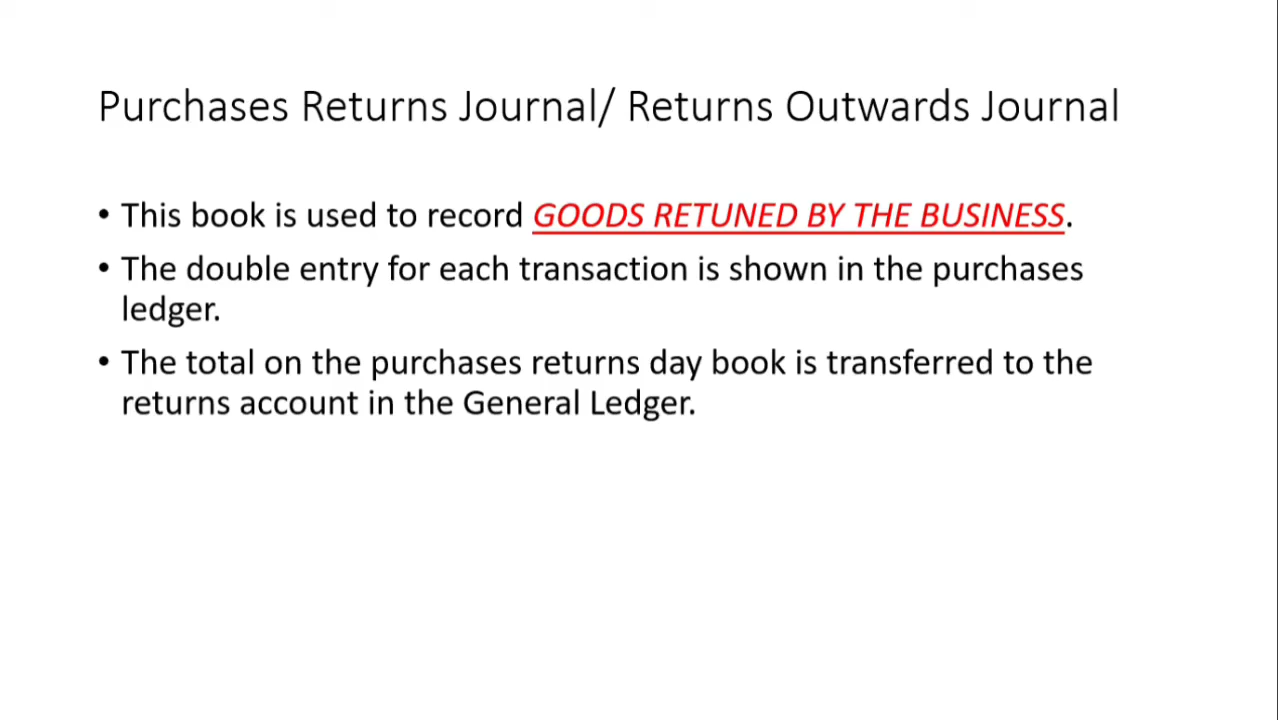 Purchases Returns Journal/ Returns Outwards Journal
• This book is used to record GOODS RETUNED BY THE BUSINESS.
• The double entry for each transaction is shown in the purchases
ledger.
• The total on the purchases returns day book is transferred to the
returns account in the General Ledger.